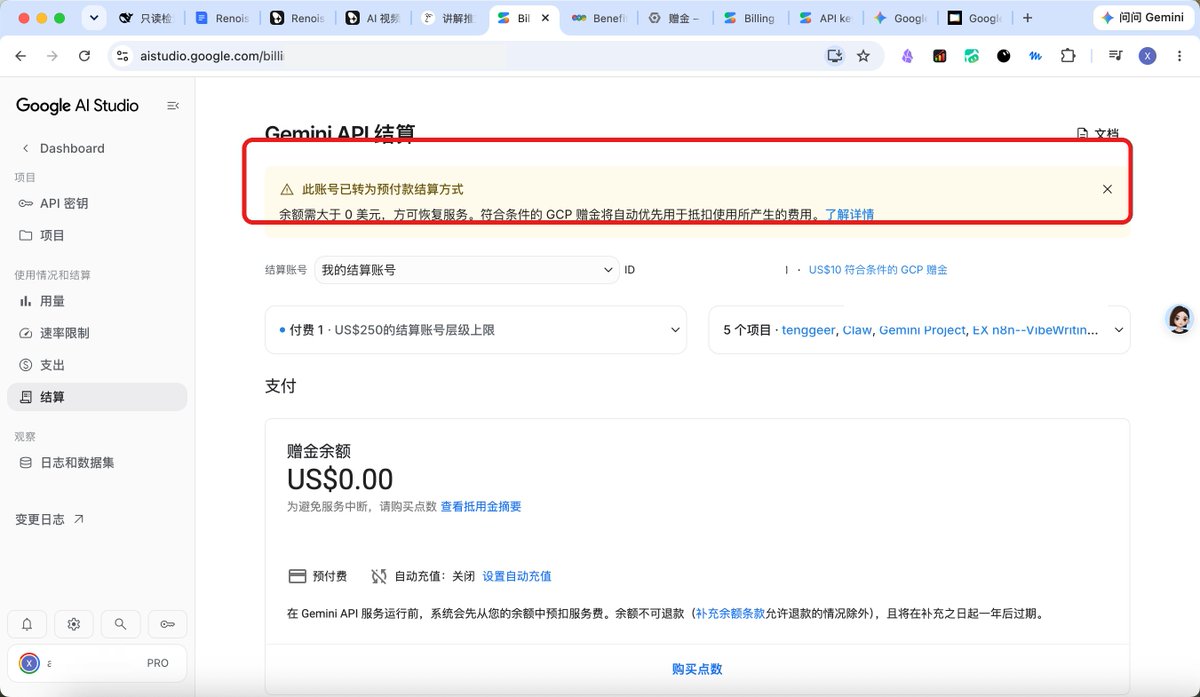 只读检
Renois
Renois
AI 视频
讲解推
Bil
Benefi
赠金 –
Billing
API ke
Google
Google
问问 Gemini
aistudio.google.com/billi
X
Google AI Studio
Dashboard
项目
API 密钥
项目
使用情况和结算
用量
速率限制
支出
结算
观察
日志和数据集
变更日志
X
PRO
Gemini API 结算
文档
此账号已转为预付款结算方式
余额需大于 0 美元，方可恢复服务。符合条件的 GCP 赠金将自动优先用于抵扣使用所产生的费用。了解详情
结算账号 我的结算账号 ID · US$10 符合条件的 GCP 赠金
付费 1 · US$250的结算账号层级上限
5 个项目 · tenggeer, Claw, Gemini Project, EX n8n--VibeWritin...
支付
赠金余额
US$0.00
为避免服务中断，请购买点数 查看抵用金摘要
预付费 自动充值：关闭 设置自动充值
在 Gemini API 服务运行前，系统会先从您的余额中预扣服务费。余额不可退款（补充余额条款允许退款的情况除外），且将在补充之日起一年后过期。
购买点数